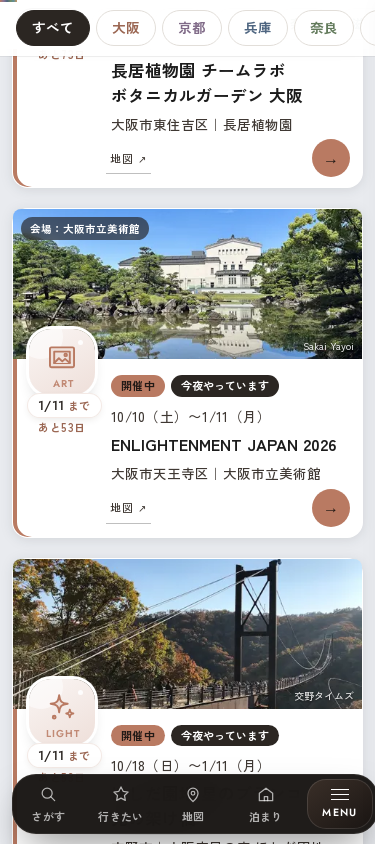 すべて
大阪
京都
兵庫
奈良
長居植物園 チームラボ
ボタニカルガーデン 大阪
大阪市東住吉区｜長居植物園
地図 ↗
→
会場：大阪市立美術館
Sakai Yayoi
ART
1/11 まで
あと53日
開催中
今夜やっています
10/10（土）〜1/11（月）
ENLIGHTENMENT JAPAN 2026
大阪市天王寺区｜大阪市立美術館
地図 ↗
→
交野タイムズ
LIGHT
1/11 まで
開催中
今夜やっています
10/18（日）〜1/11（月）
さがす
行きたい
地図
泊まり
MENU